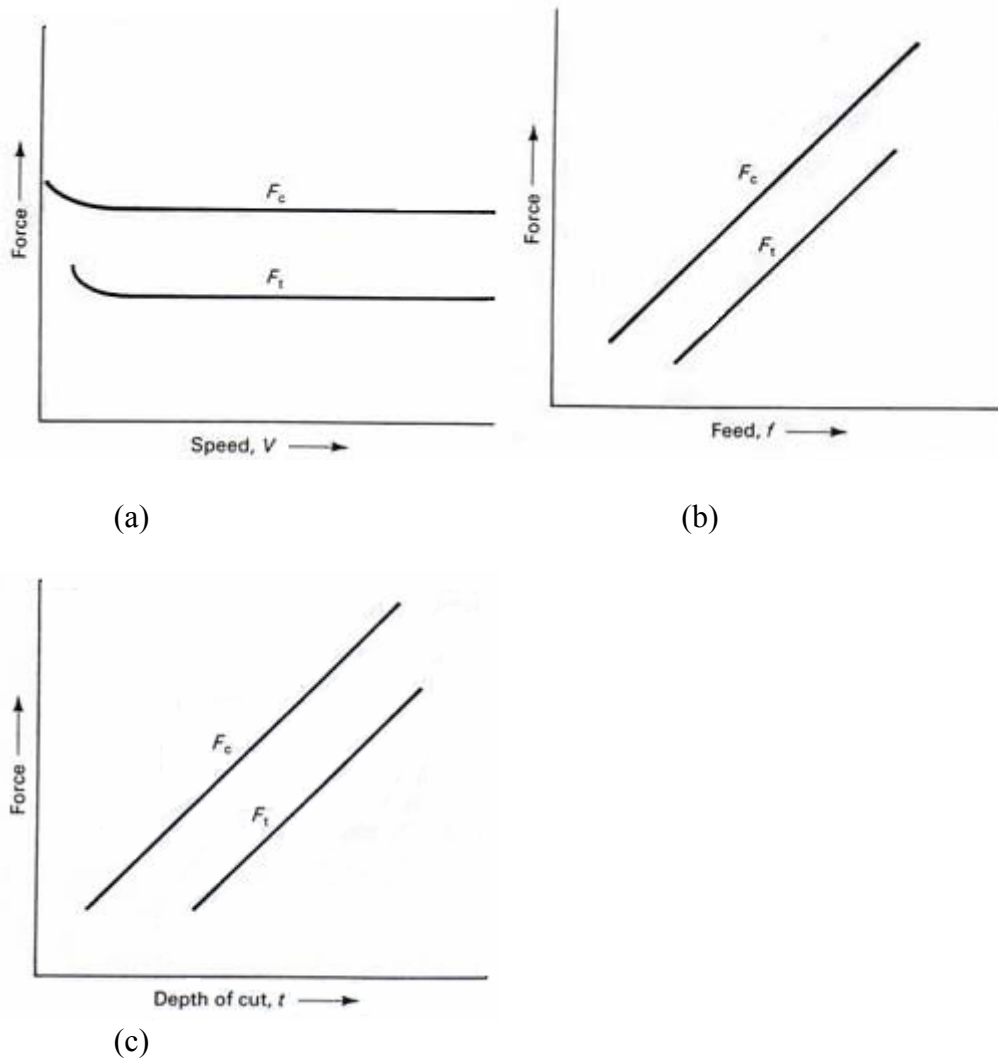 Force
F_c
F_t
Speed, V
(a)
Force
F_c
F_t
Feed, f
(b)
Force
F_c
F_t
Depth of cut, t
(c)